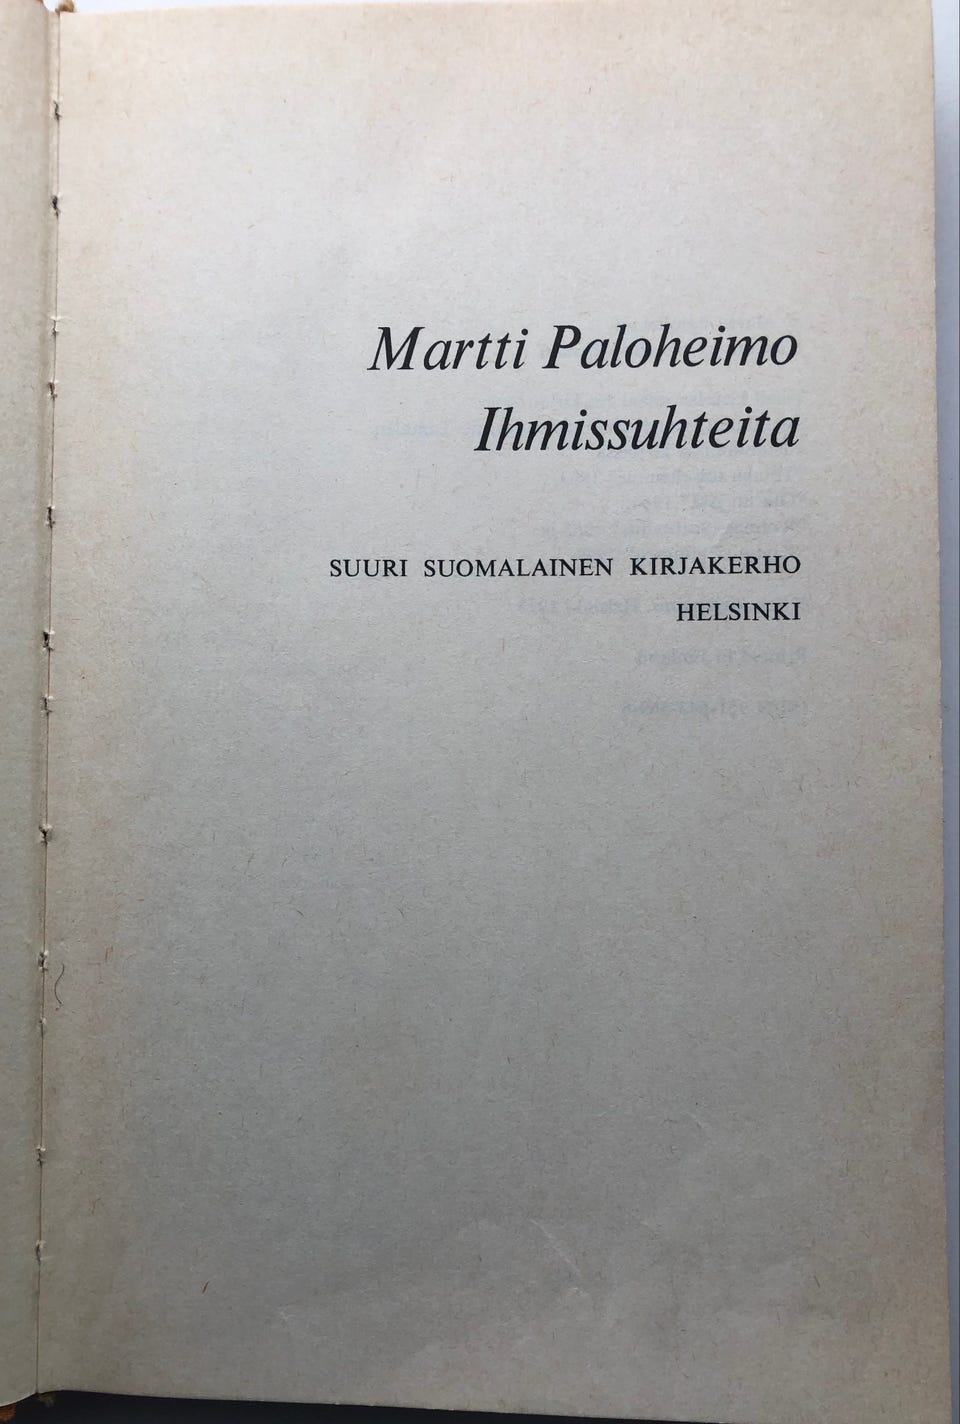 Martti Paloheimo
Ihmissuhteita
SUURI SUOMALAINEN KIRJAKERHO
HELSINKI